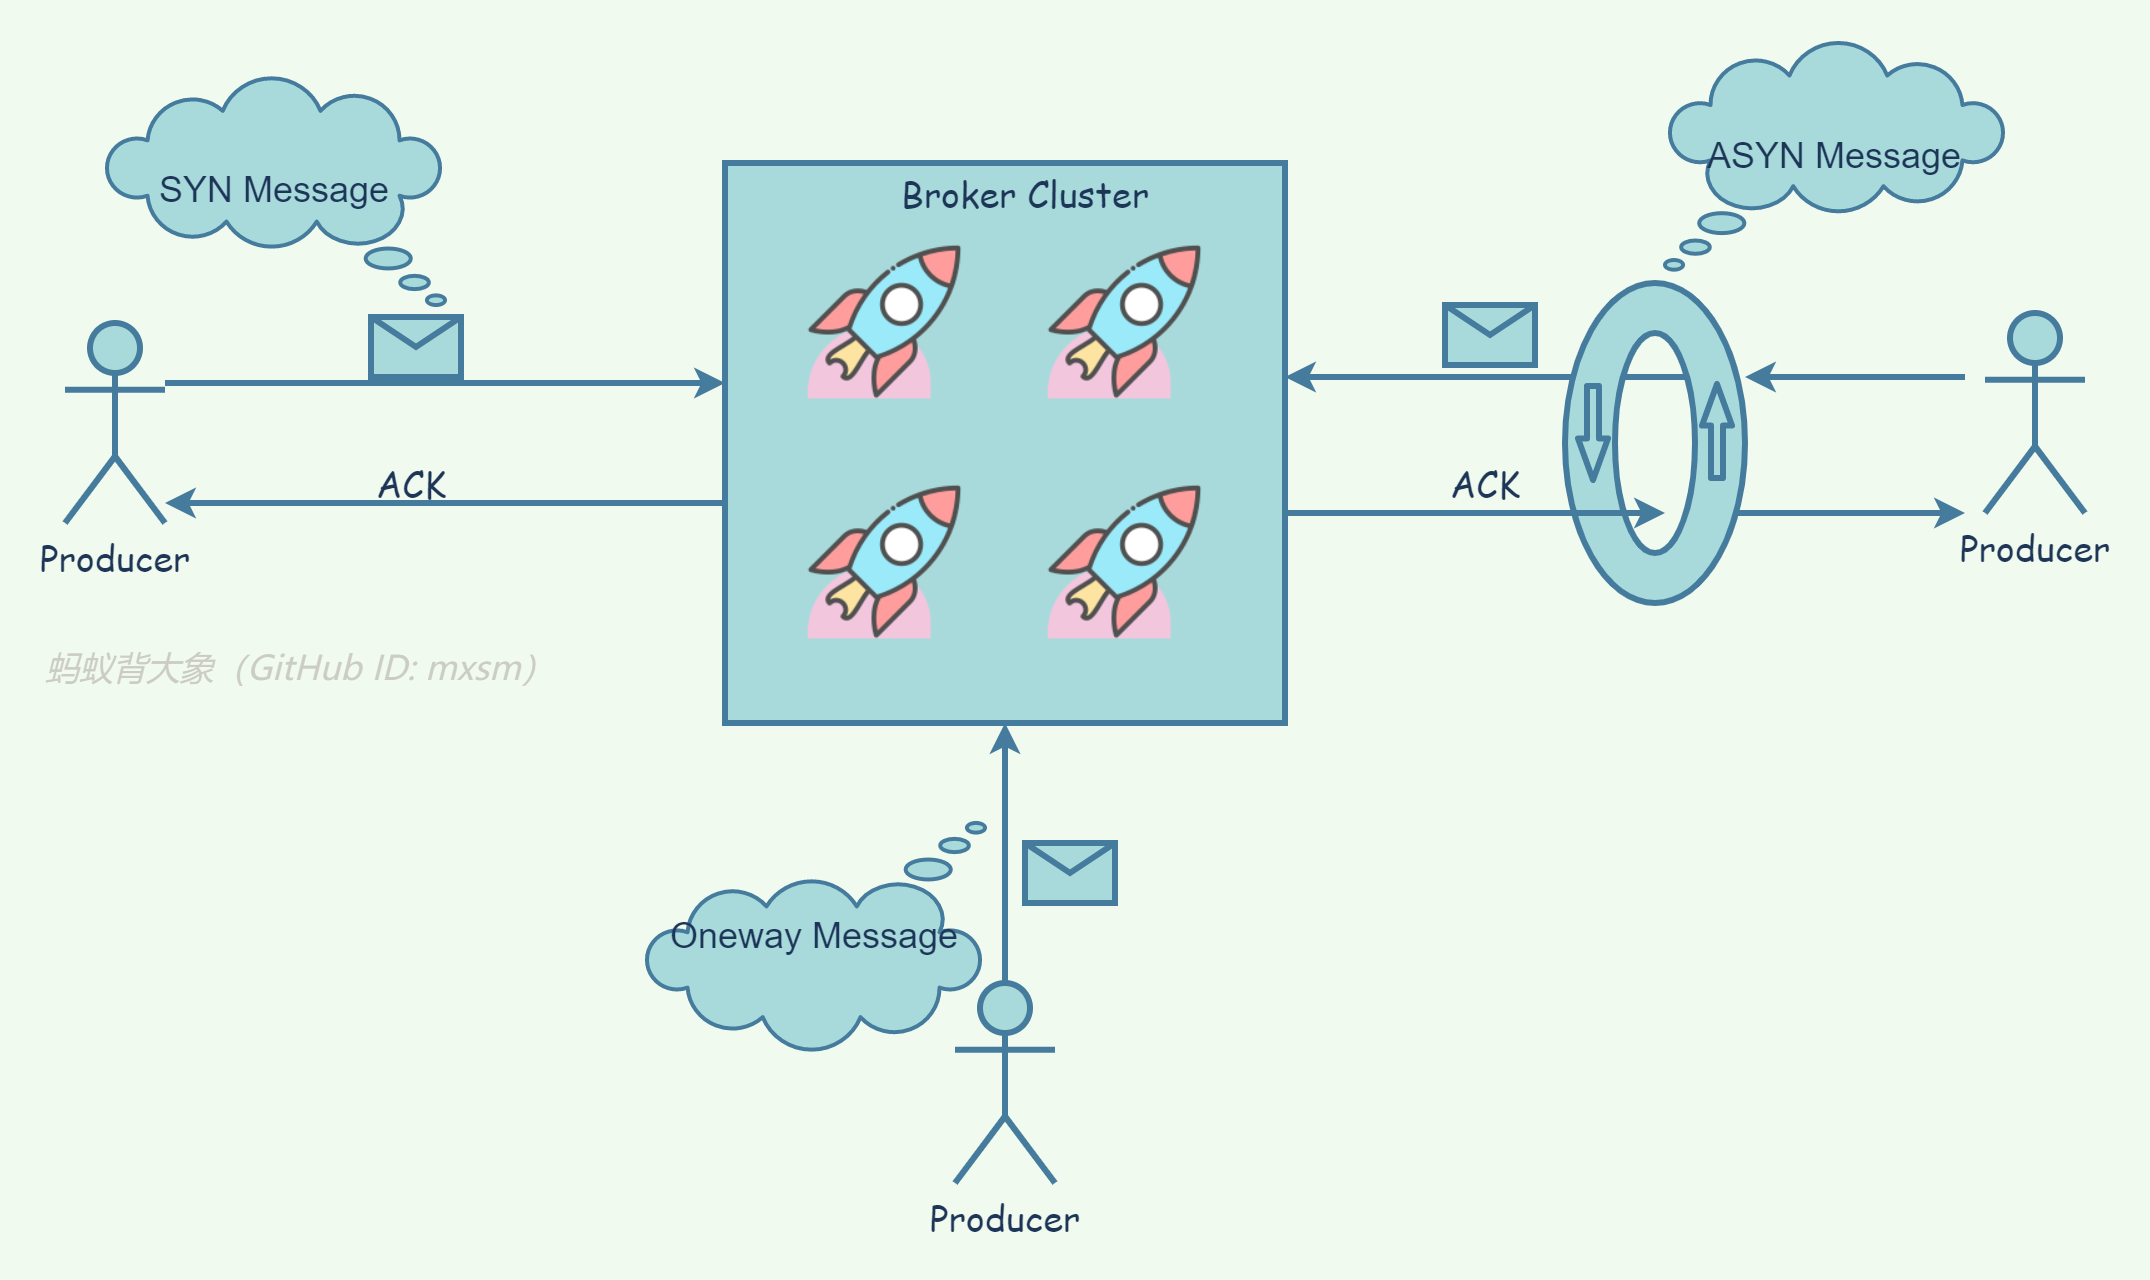 ASYN Message
SYN Message
Broker Cluster
ACK
ACK
Producer
Producer
蚂蚁背大象（GitHub ID: mxsm）
Oneway Message
Producer